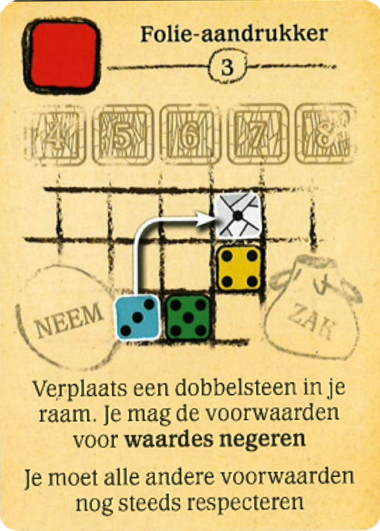 Folie-aandrukker
3
4 5 6 7 8
NEEM
ZAK
Verplaats een dobbelsteen in je
raam. Je mag de voorwaarden
voor waardes negeren
Je moet alle andere voorwaarden
nog steeds respecteren